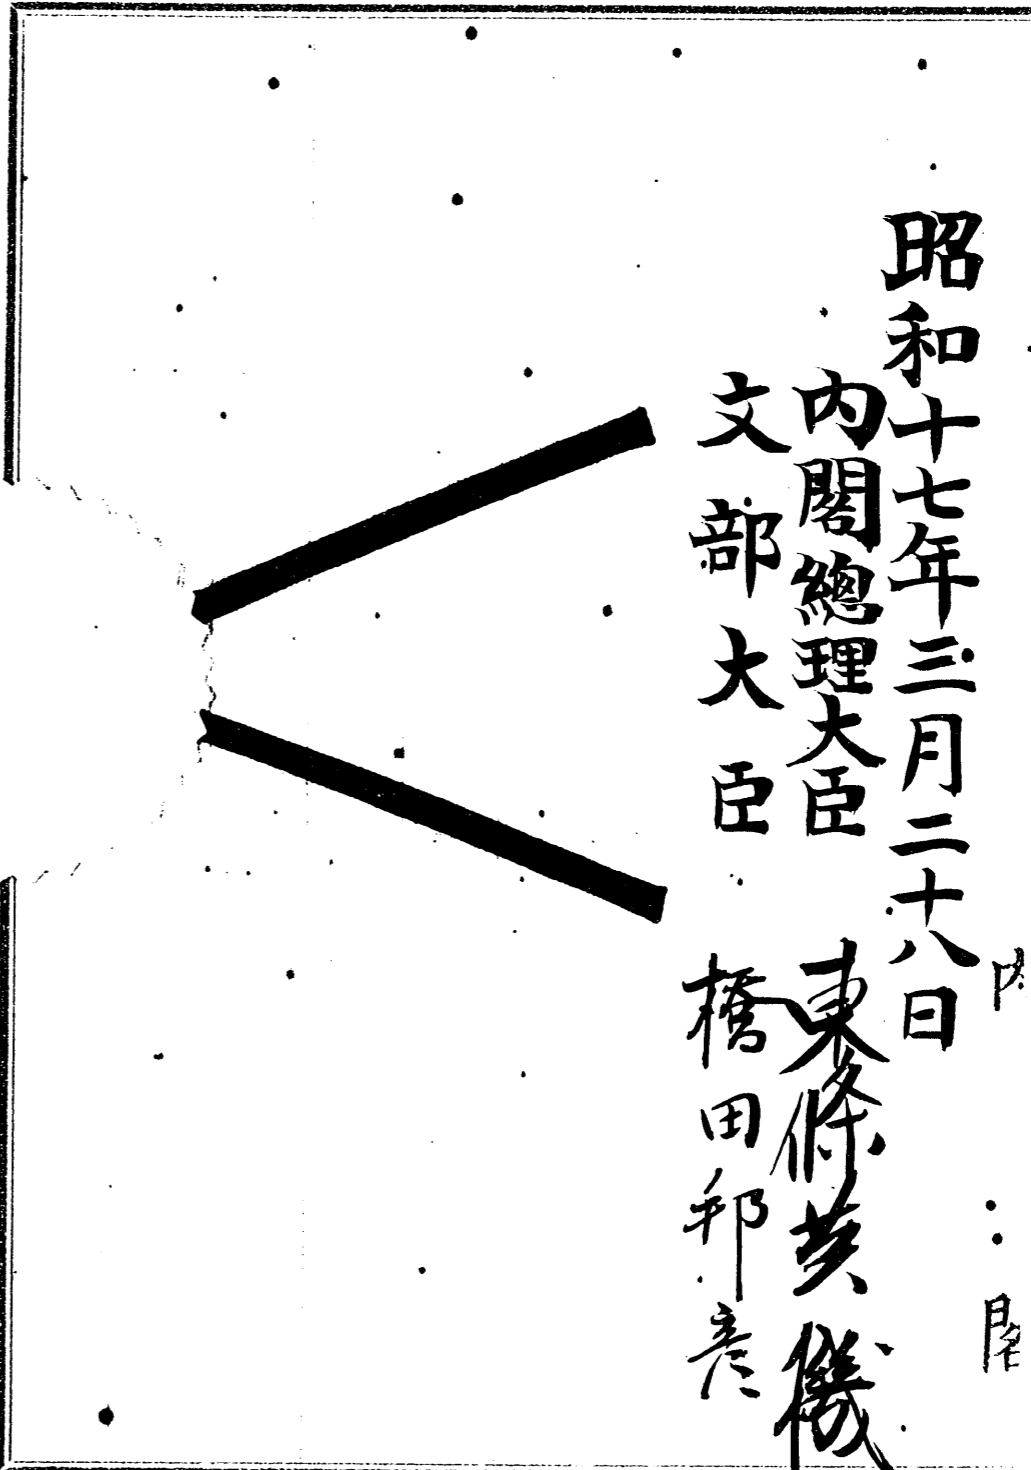 昭和十七年三月二十八日
內閣總理大臣 東條英機
文部大臣 橋田邦彦